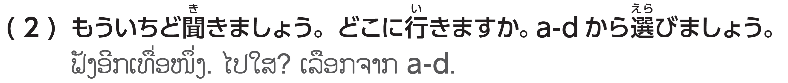 (2) もういちど聞きましょう。どこに行きますか。a-d から選びましょう。
ຟັງອີກເທື່ອໜຶ່ງ. ໄປໃສ? ເລືອກຈາກ a-d.